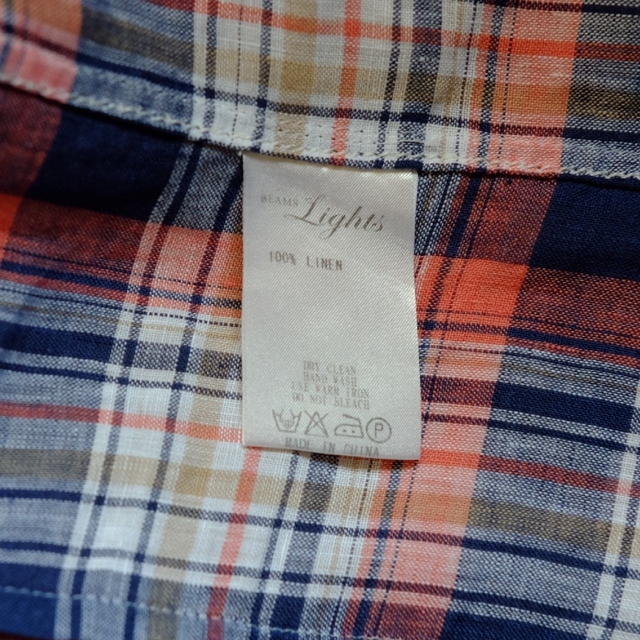 BEAMS Lights
100% LINEN
DRY CLEAN
HAND WASH
USE WARM IRON
DO NOT BLEACH
P
MADE IN CHINA